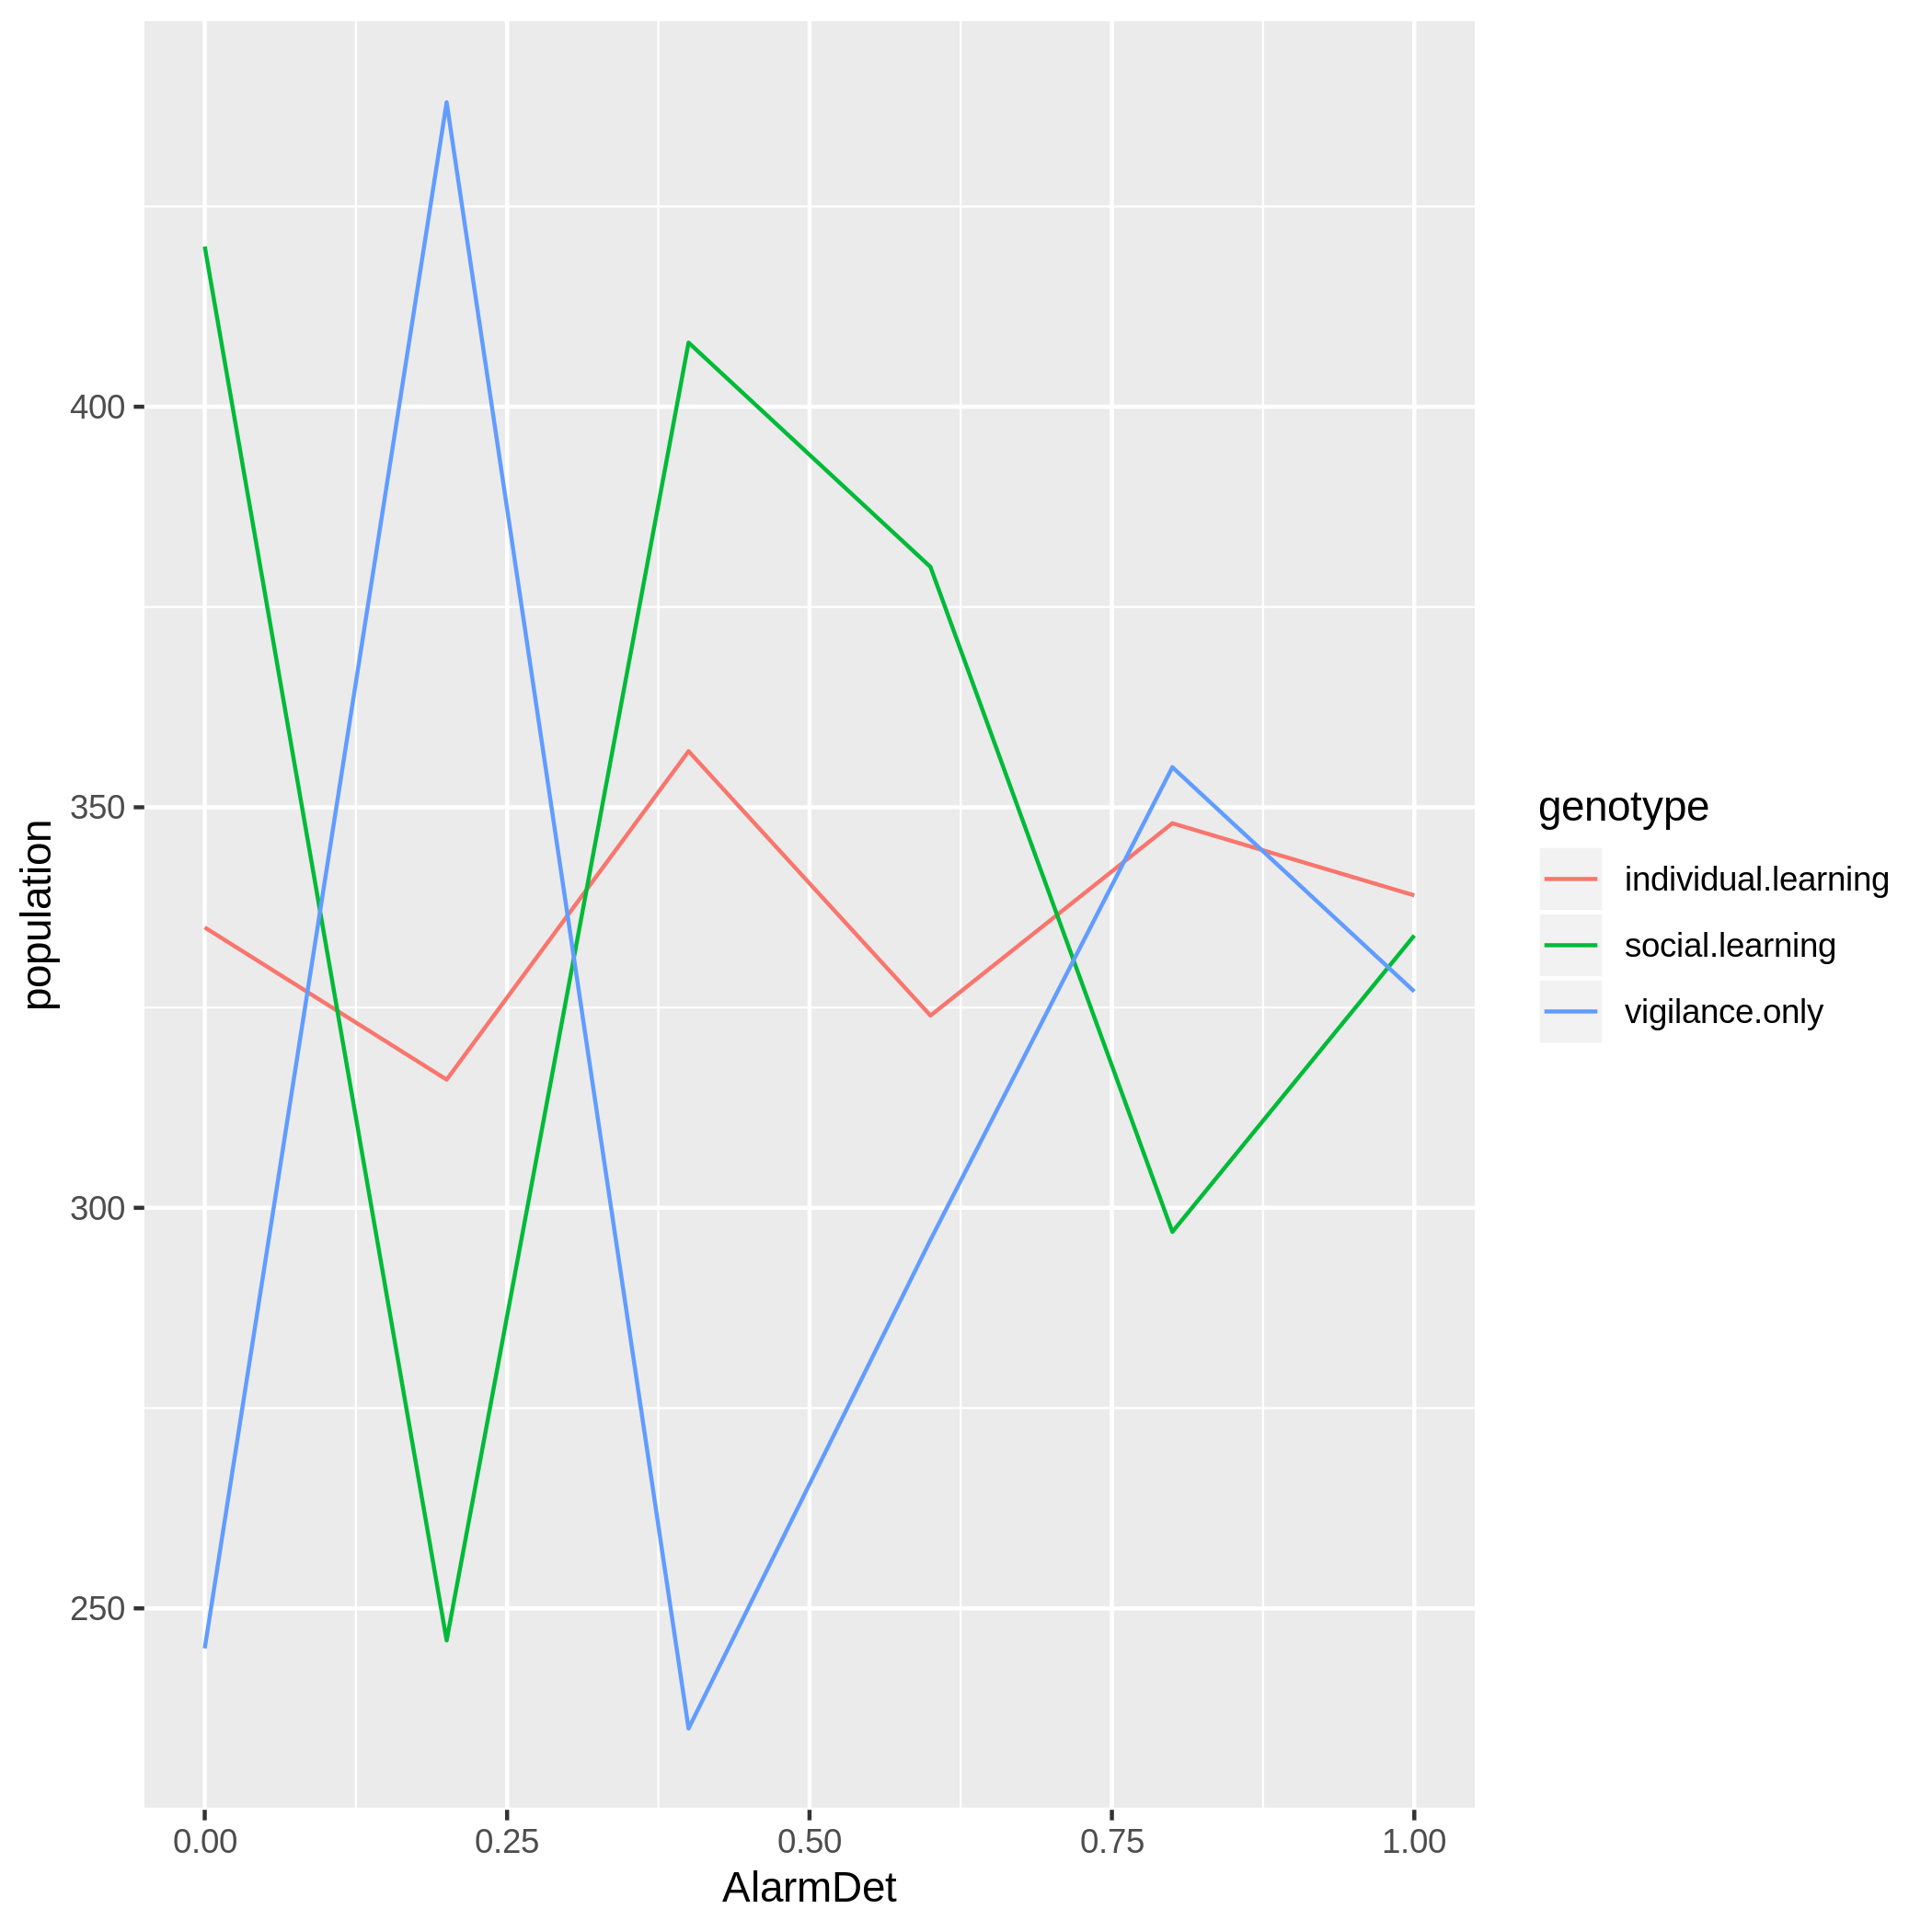 population
400
350
300
250
0.00 0.25 0.50 0.75 1.00
AlarmDet
genotype
individual.learning
social.learning
vigilance.only